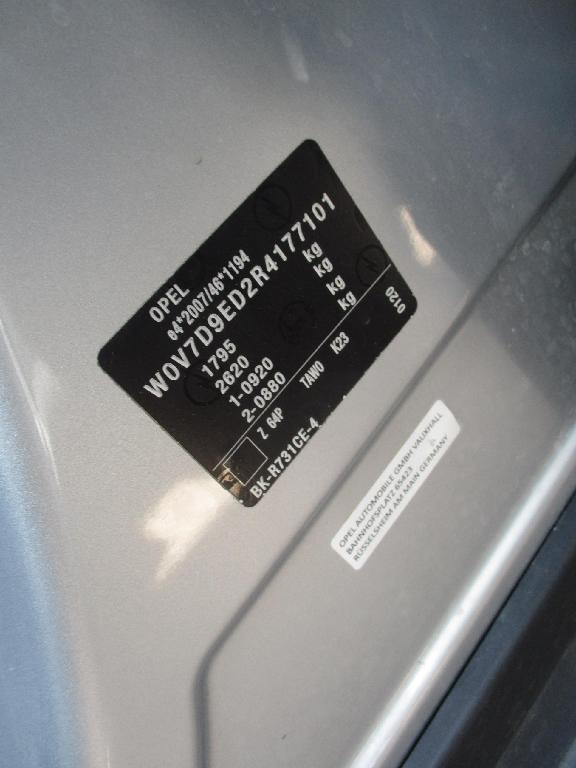 OPEL
e4*2007/46*1194
W0V7D9ED2R4177101
1795 kg
2620 kg
1-0920 kg
2-0880 kg
Z 64P TAWO K23 0120
BK-R731CE-4
OPEL AUTOMOBILE GMBH VAUXHALL
BAHNHOFSPLATZ 65423
RÜSSELSHEIM AM MAIN GERMANY